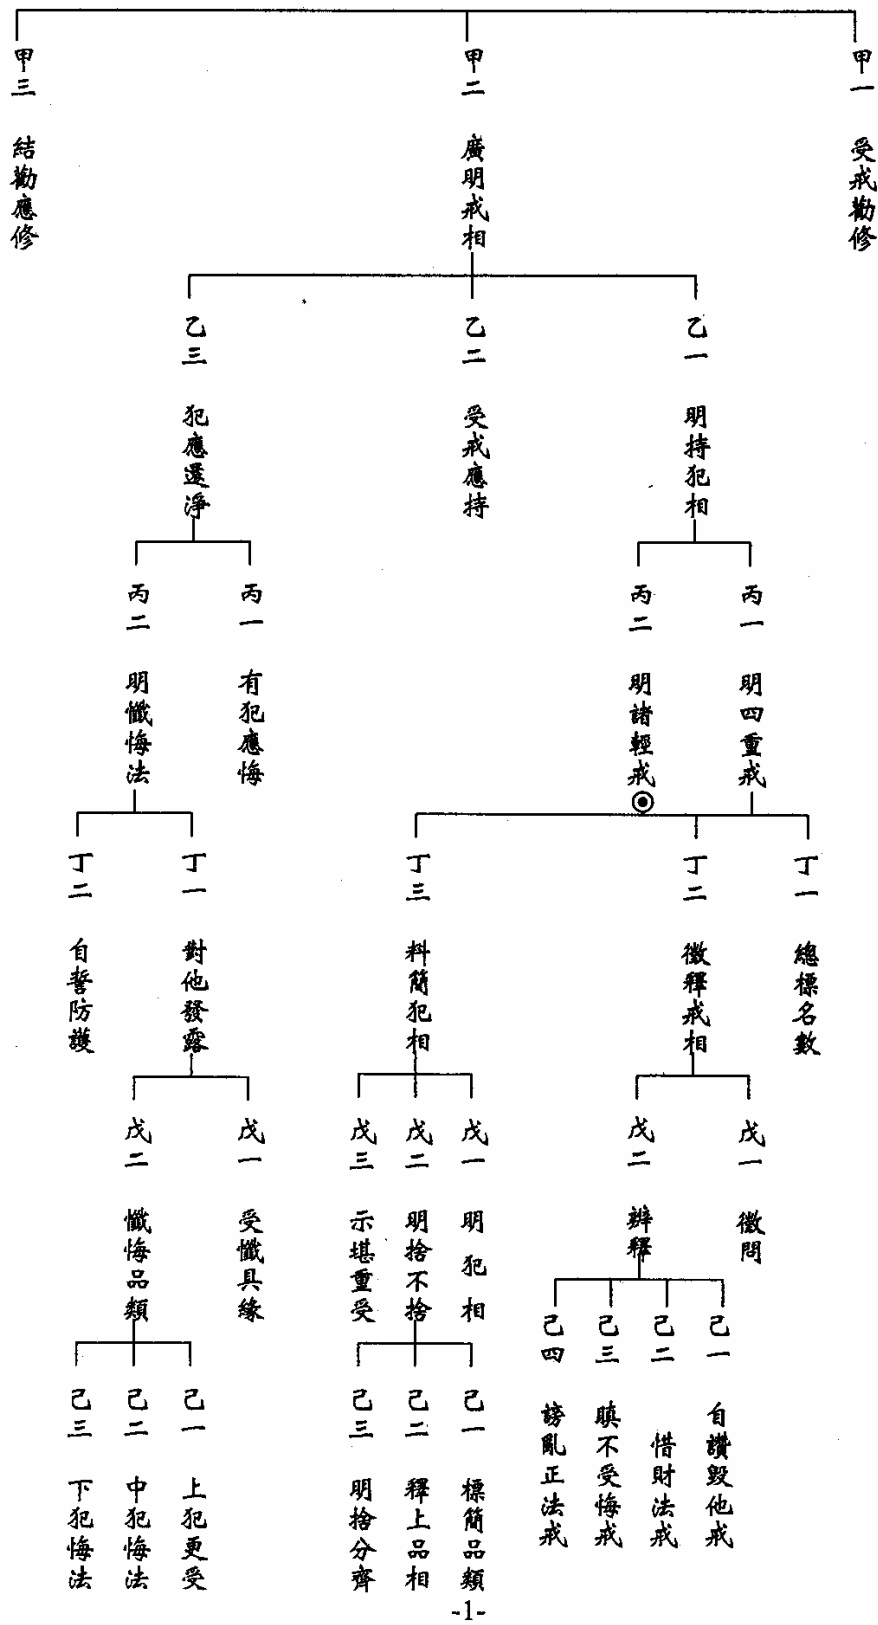 甲一 受戒勸修
甲二 廣明戒相
甲三 結勸應修
乙一 明持犯相
乙二 受戒應持
乙三 犯應還淨
丙一 明四重戒
丙二 明諸輕戒
丙一 有犯應悔
丙二 明懺悔法
丁一 總標名數
丁二 徵釋戒相
丁三 料簡犯相
丁一 對他發露
丁二 自誓防護
戊一 徵問
戊二 辨釋
戊一 明犯相
戊二 明捨不捨
戊三 示堪重受
戊一 受懺具緣
戊二 懺悔品類
己一 自讚毀他戒
己二 惜財法戒
己三 瞋不受悔戒
己四 謗亂正法戒
己一 標簡品類
己二 釋上品相
己三 明捨分齊
己一 上犯更受
己二 中犯悔法
己三 下犯悔法
-1-